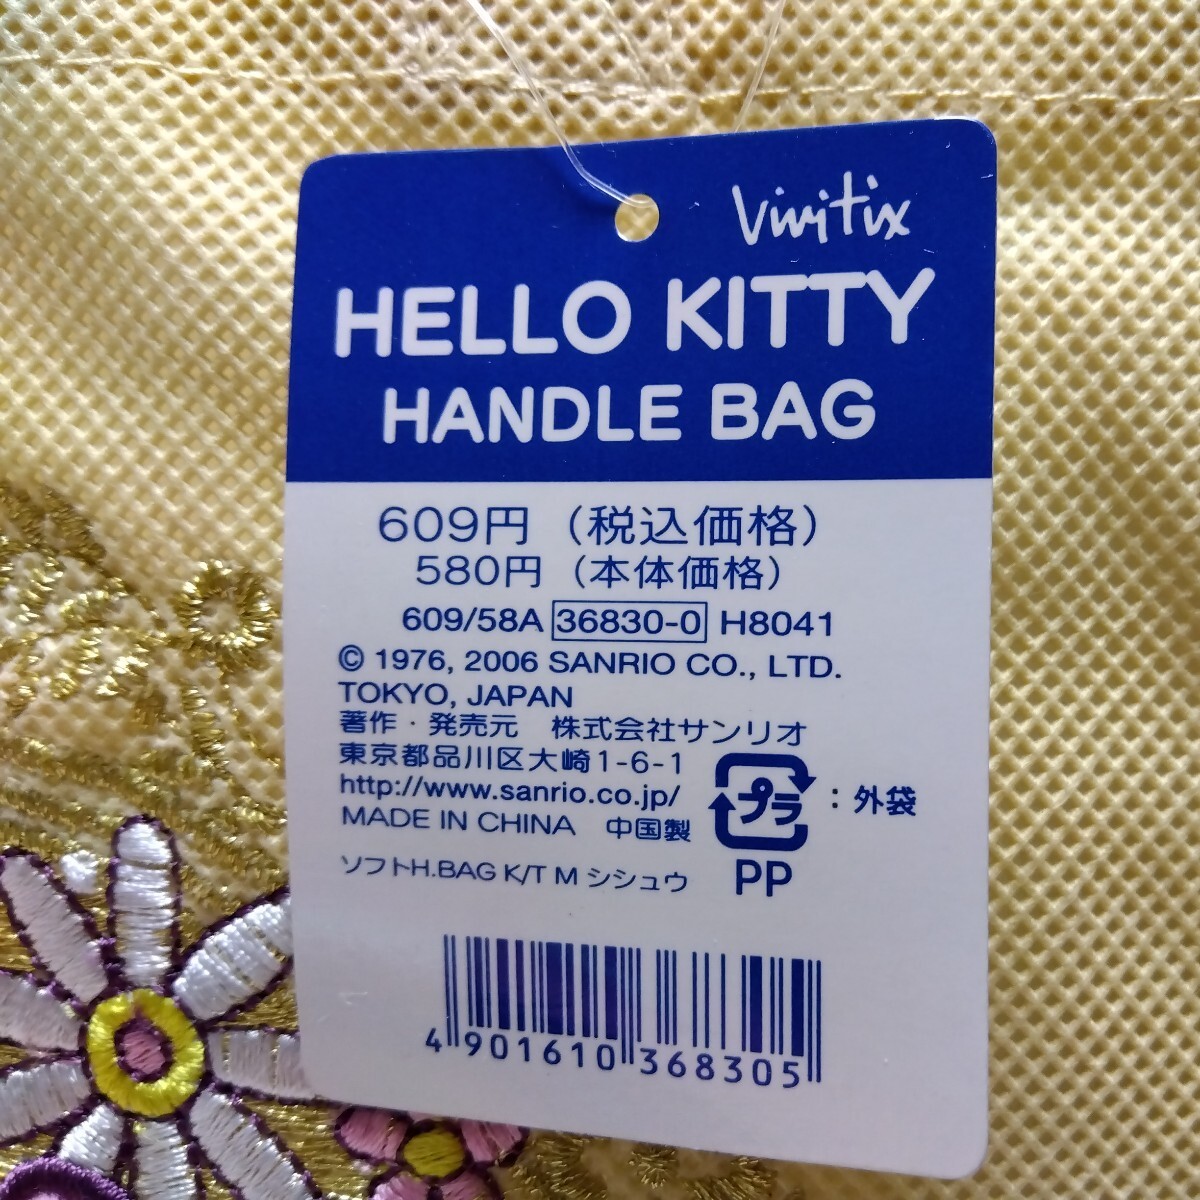 Vivitix
HELLO KITTY
HANDLE BAG
609円（税込価格）
580円（本体価格）
609/58A 36830-0 H8041
© 1976, 2006 SANRIO CO., LTD.
TOKYO, JAPAN
著作・発売元　株式会社サンリオ
東京都品川区大崎1-6-1
http://www.sanrio.co.jp/
MADE IN CHINA　中国製
プラ：外袋
PP
ソフトH.BAG K/T M シシュウ
4 901610 368305